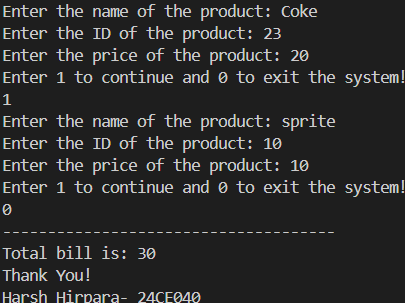 Enter the name of the product: Coke
Enter the ID of the product: 23
Enter the price of the product: 20
Enter 1 to continue and 0 to exit the system!
1
Enter the name of the product: sprite
Enter the ID of the product: 10
Enter the price of the product: 10
Enter 1 to continue and 0 to exit the system!
0
------------------------------------
Total bill is: 30
Thank You!
Harsh Hirpara- 24CE040